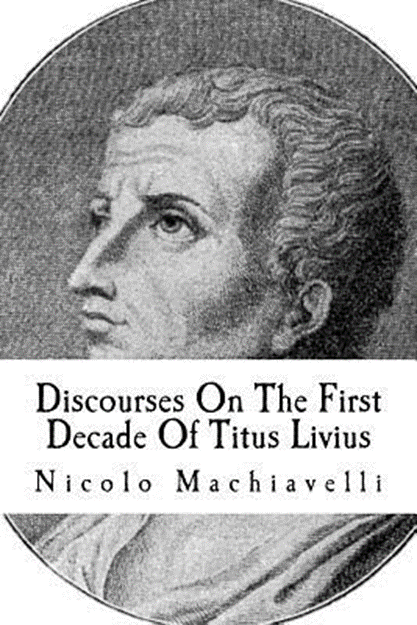 Discourses On The First
Decade Of Titus Livius
Nicolo Machiavelli